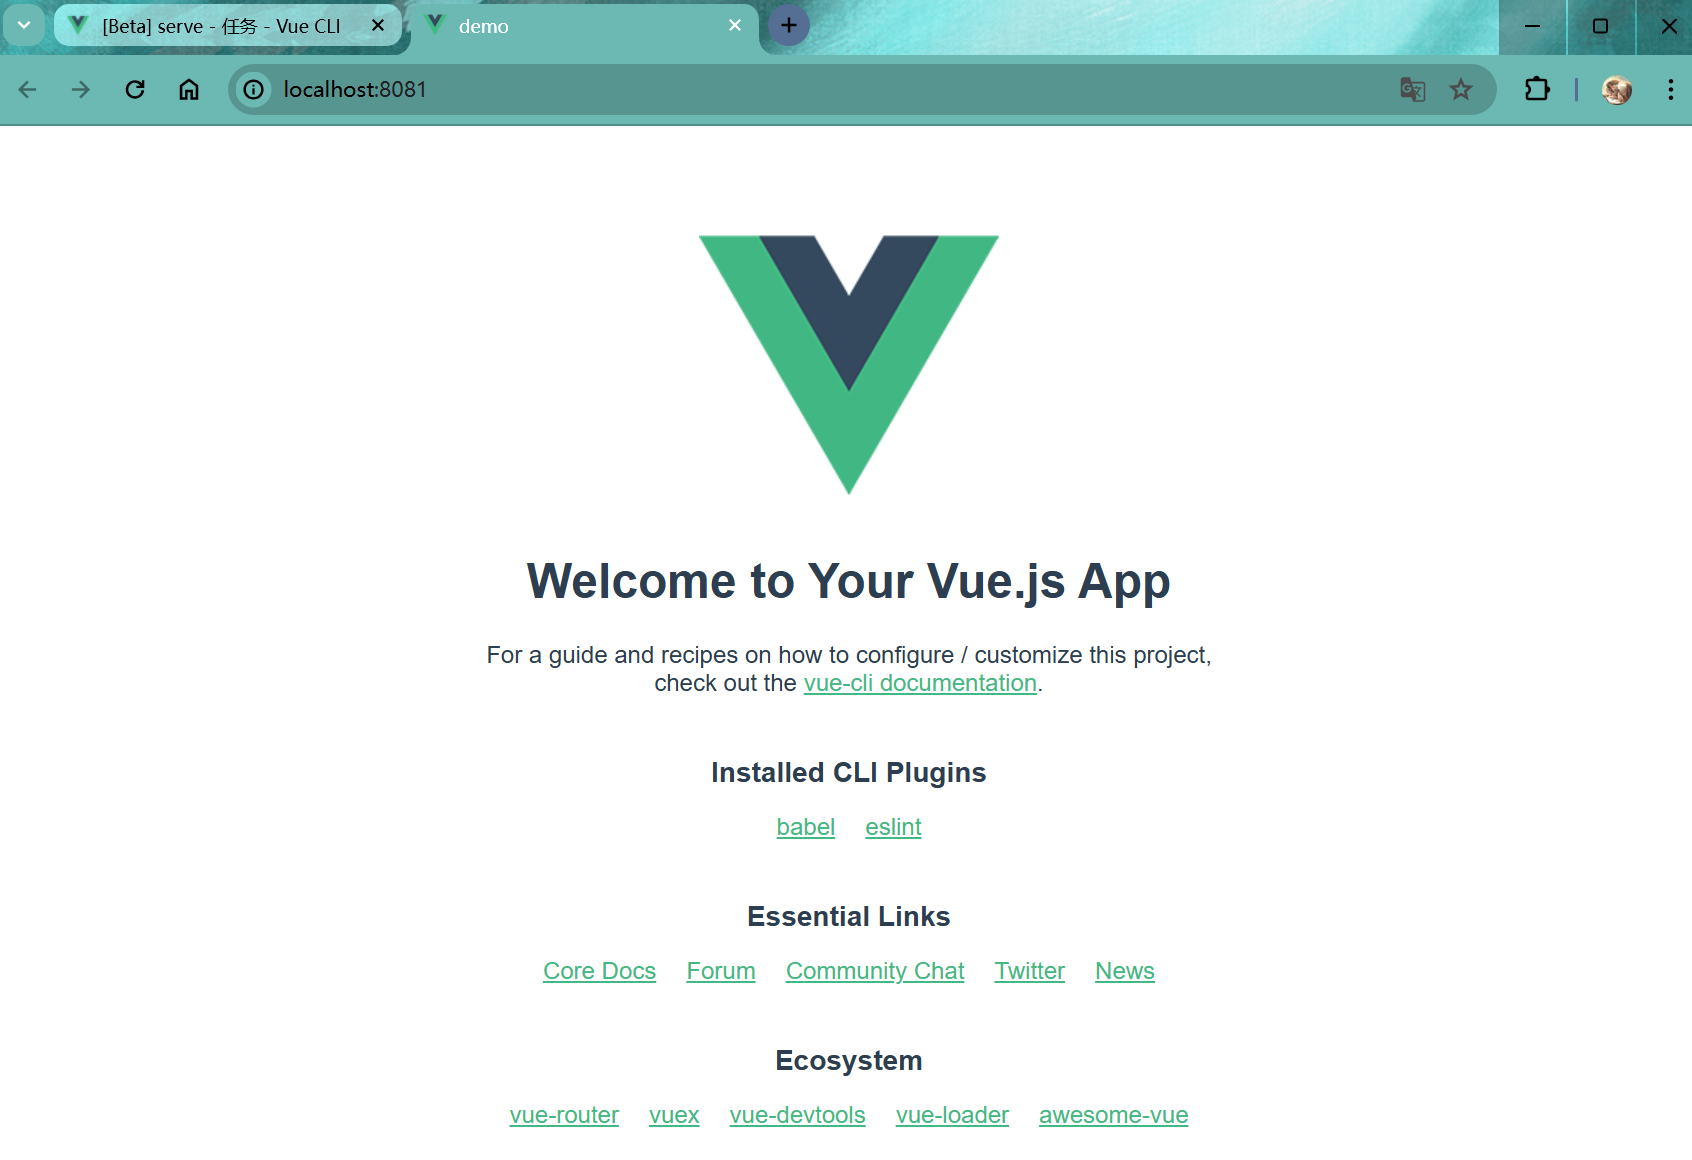 [Beta] serve - 任务 - Vue CLI
demo
localhost:8081
Welcome to Your Vue.js App
For a guide and recipes on how to configure / customize this project,
check out the vue-cli documentation.
Installed CLI Plugins
babel eslint
Essential Links
Core Docs Forum Community Chat Twitter News
Ecosystem
vue-router vuex vue-devtools vue-loader awesome-vue